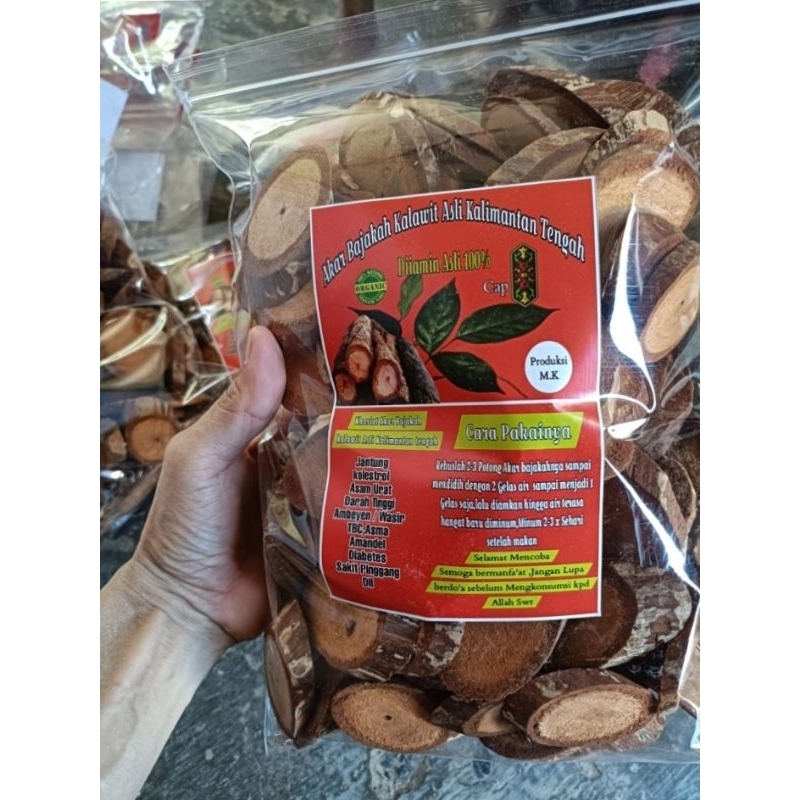 Akar Bajakah Kalawit Asli Kalimantan Tengah
Dijamin Asli 100%
ORGANIC
Cap
Produksi
M.K
Khasiat Akar Bajakah
Kalawit Asli Kalimantan tengah
Jantung
kolestrol
Asam Urat
Darah Tinggi
Ambeyen / Wasir
TBC,Asma
Amandel
Diabetes
Sakit Pinggang
Dll
Cara Pakainya
Rebuslah 2-3 Potong Akar bajakahnya sampai
mendidih dengan 2 Gelas air sampai menjadi 1
Gelas saja,lalu diamkan hingga air terasa
hangat baru diminum,Minum 2-3 x Sehari
setelah makan
Selamat Mencoba
Semoga bermanfa'at ,Jangan Lupa
berdo'a sebelum Mengkonsumsi kpd
Allah Swt